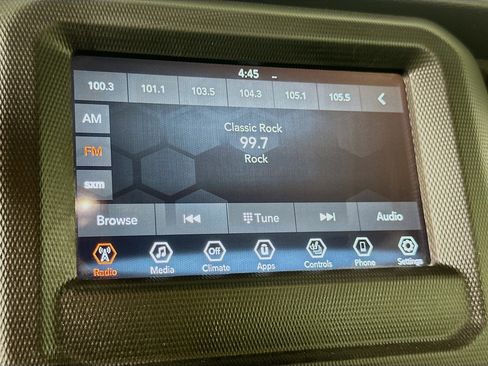 4:45
100.3 101.1 103.5 104.3 105.1 105.5
AM
Classic Rock
FM
99.7
Rock
sxm
Browse Tune Audio
Off
Radio Media Climate Apps Controls Phone Settings